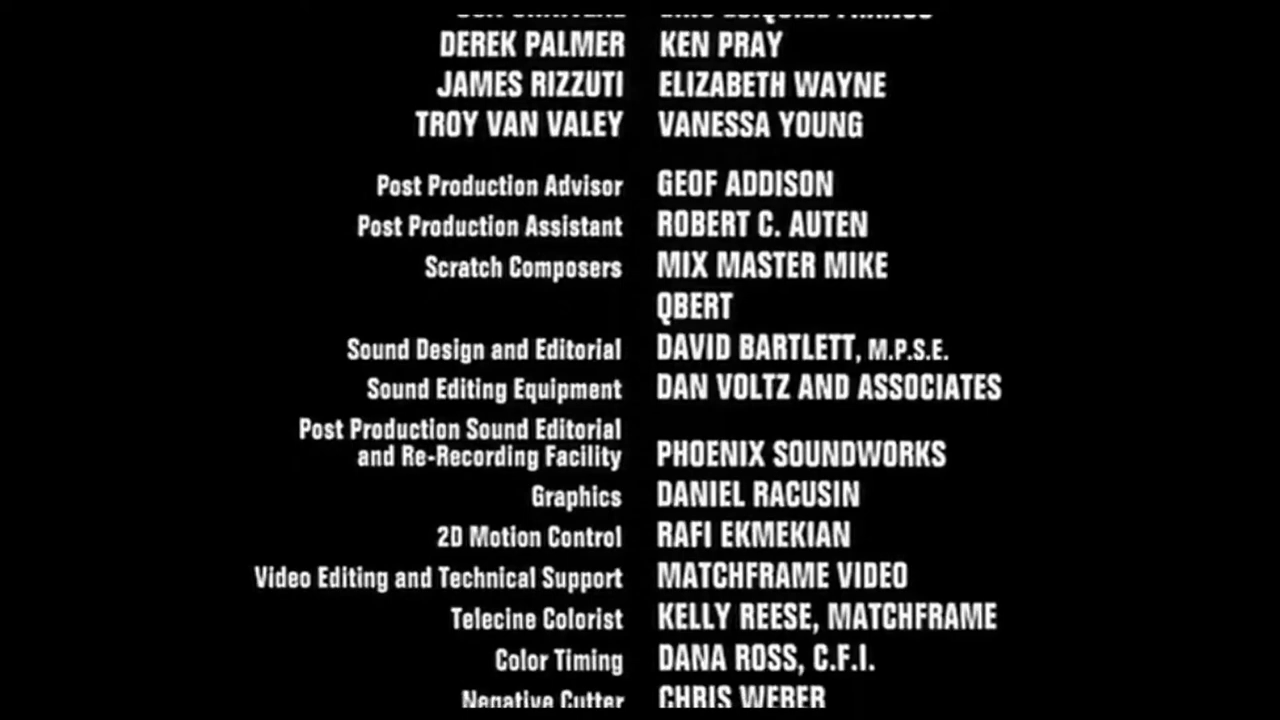 DEREK PALMER KEN PRAY
JAMES RIZZUTI ELIZABETH WAYNE
TROY VAN VALEY VANESSA YOUNG
Post Production Advisor GEOF ADDISON
Post Production Assistant ROBERT C. AUTEN
Scratch Composers MIX MASTER MIKE
QBERT
Sound Design and Editorial DAVID BARTLETT, M.P.S.E.
Sound Editing Equipment DAN VOLTZ AND ASSOCIATES
Post Production Sound Editorial
and Re-Recording Facility PHOENIX SOUNDWORKS
Graphics DANIEL RACUSIN
2D Motion Control RAFI EKMEKIAN
Video Editing and Technical Support MATCHFRAME VIDEO
Telecine Colorist KELLY REESE, MATCHFRAME
Color Timing DANA ROSS, C.F.I.
Negative Cutter CHRIS WEBER